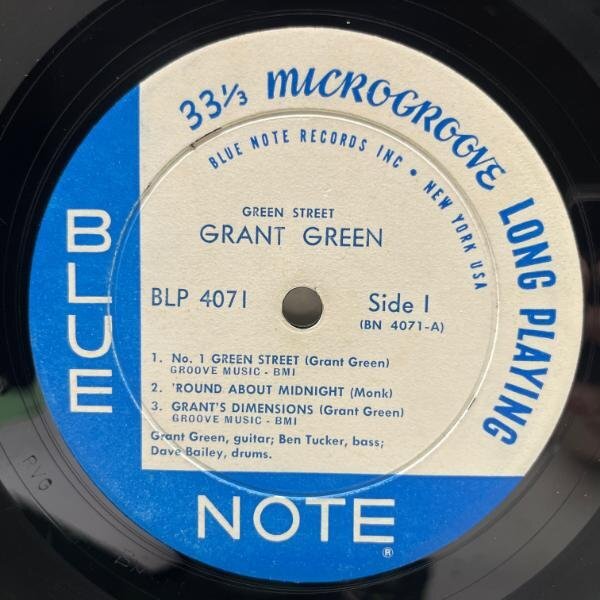 33⅓ MICROGROOVE LONG PLAYING
BLUE NOTE RECORDS INC • NEW YORK USA
GREEN STREET
GRANT GREEN
BLP 4071
Side 1
(BN 4071-A)
1. No. 1 GREEN STREET (Grant Green)
GROOVE MUSIC - BMI
2. 'ROUND ABOUT MIDNIGHT (Monk)
3. GRANT'S DIMENSIONS (Grant Green)
GROOVE MUSIC - BMI
Grant Green, guitar; Ben Tucker, bass;
Dave Bailey, drums.
BLUE
NOTE®
RVG